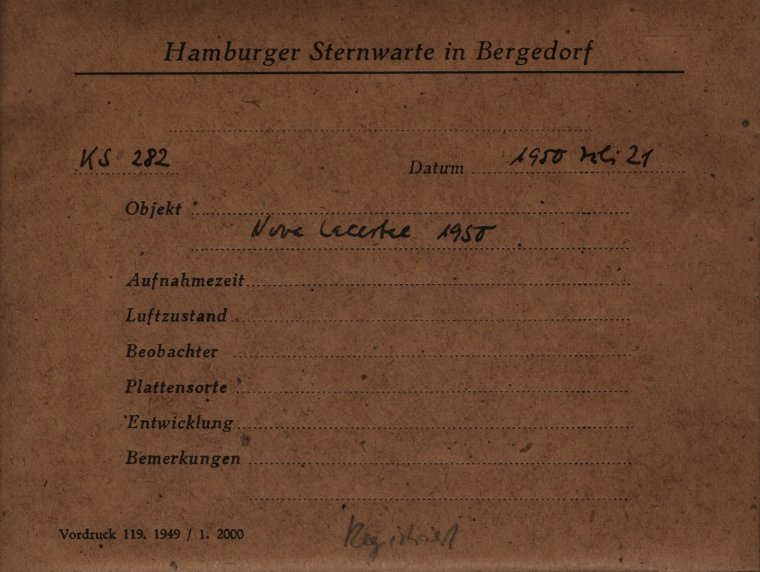 Hamburger Sternwarte in Bergedorf
KS 282
Datum 1950 Juli 21
Objekt
Nova Lacertae 1950
Aufnahmezeit
Luftzustand
Beobachter
Plattensorte
Entwicklung
Bemerkungen
Vordruck 119. 1949 / 1. 2000
Registriert